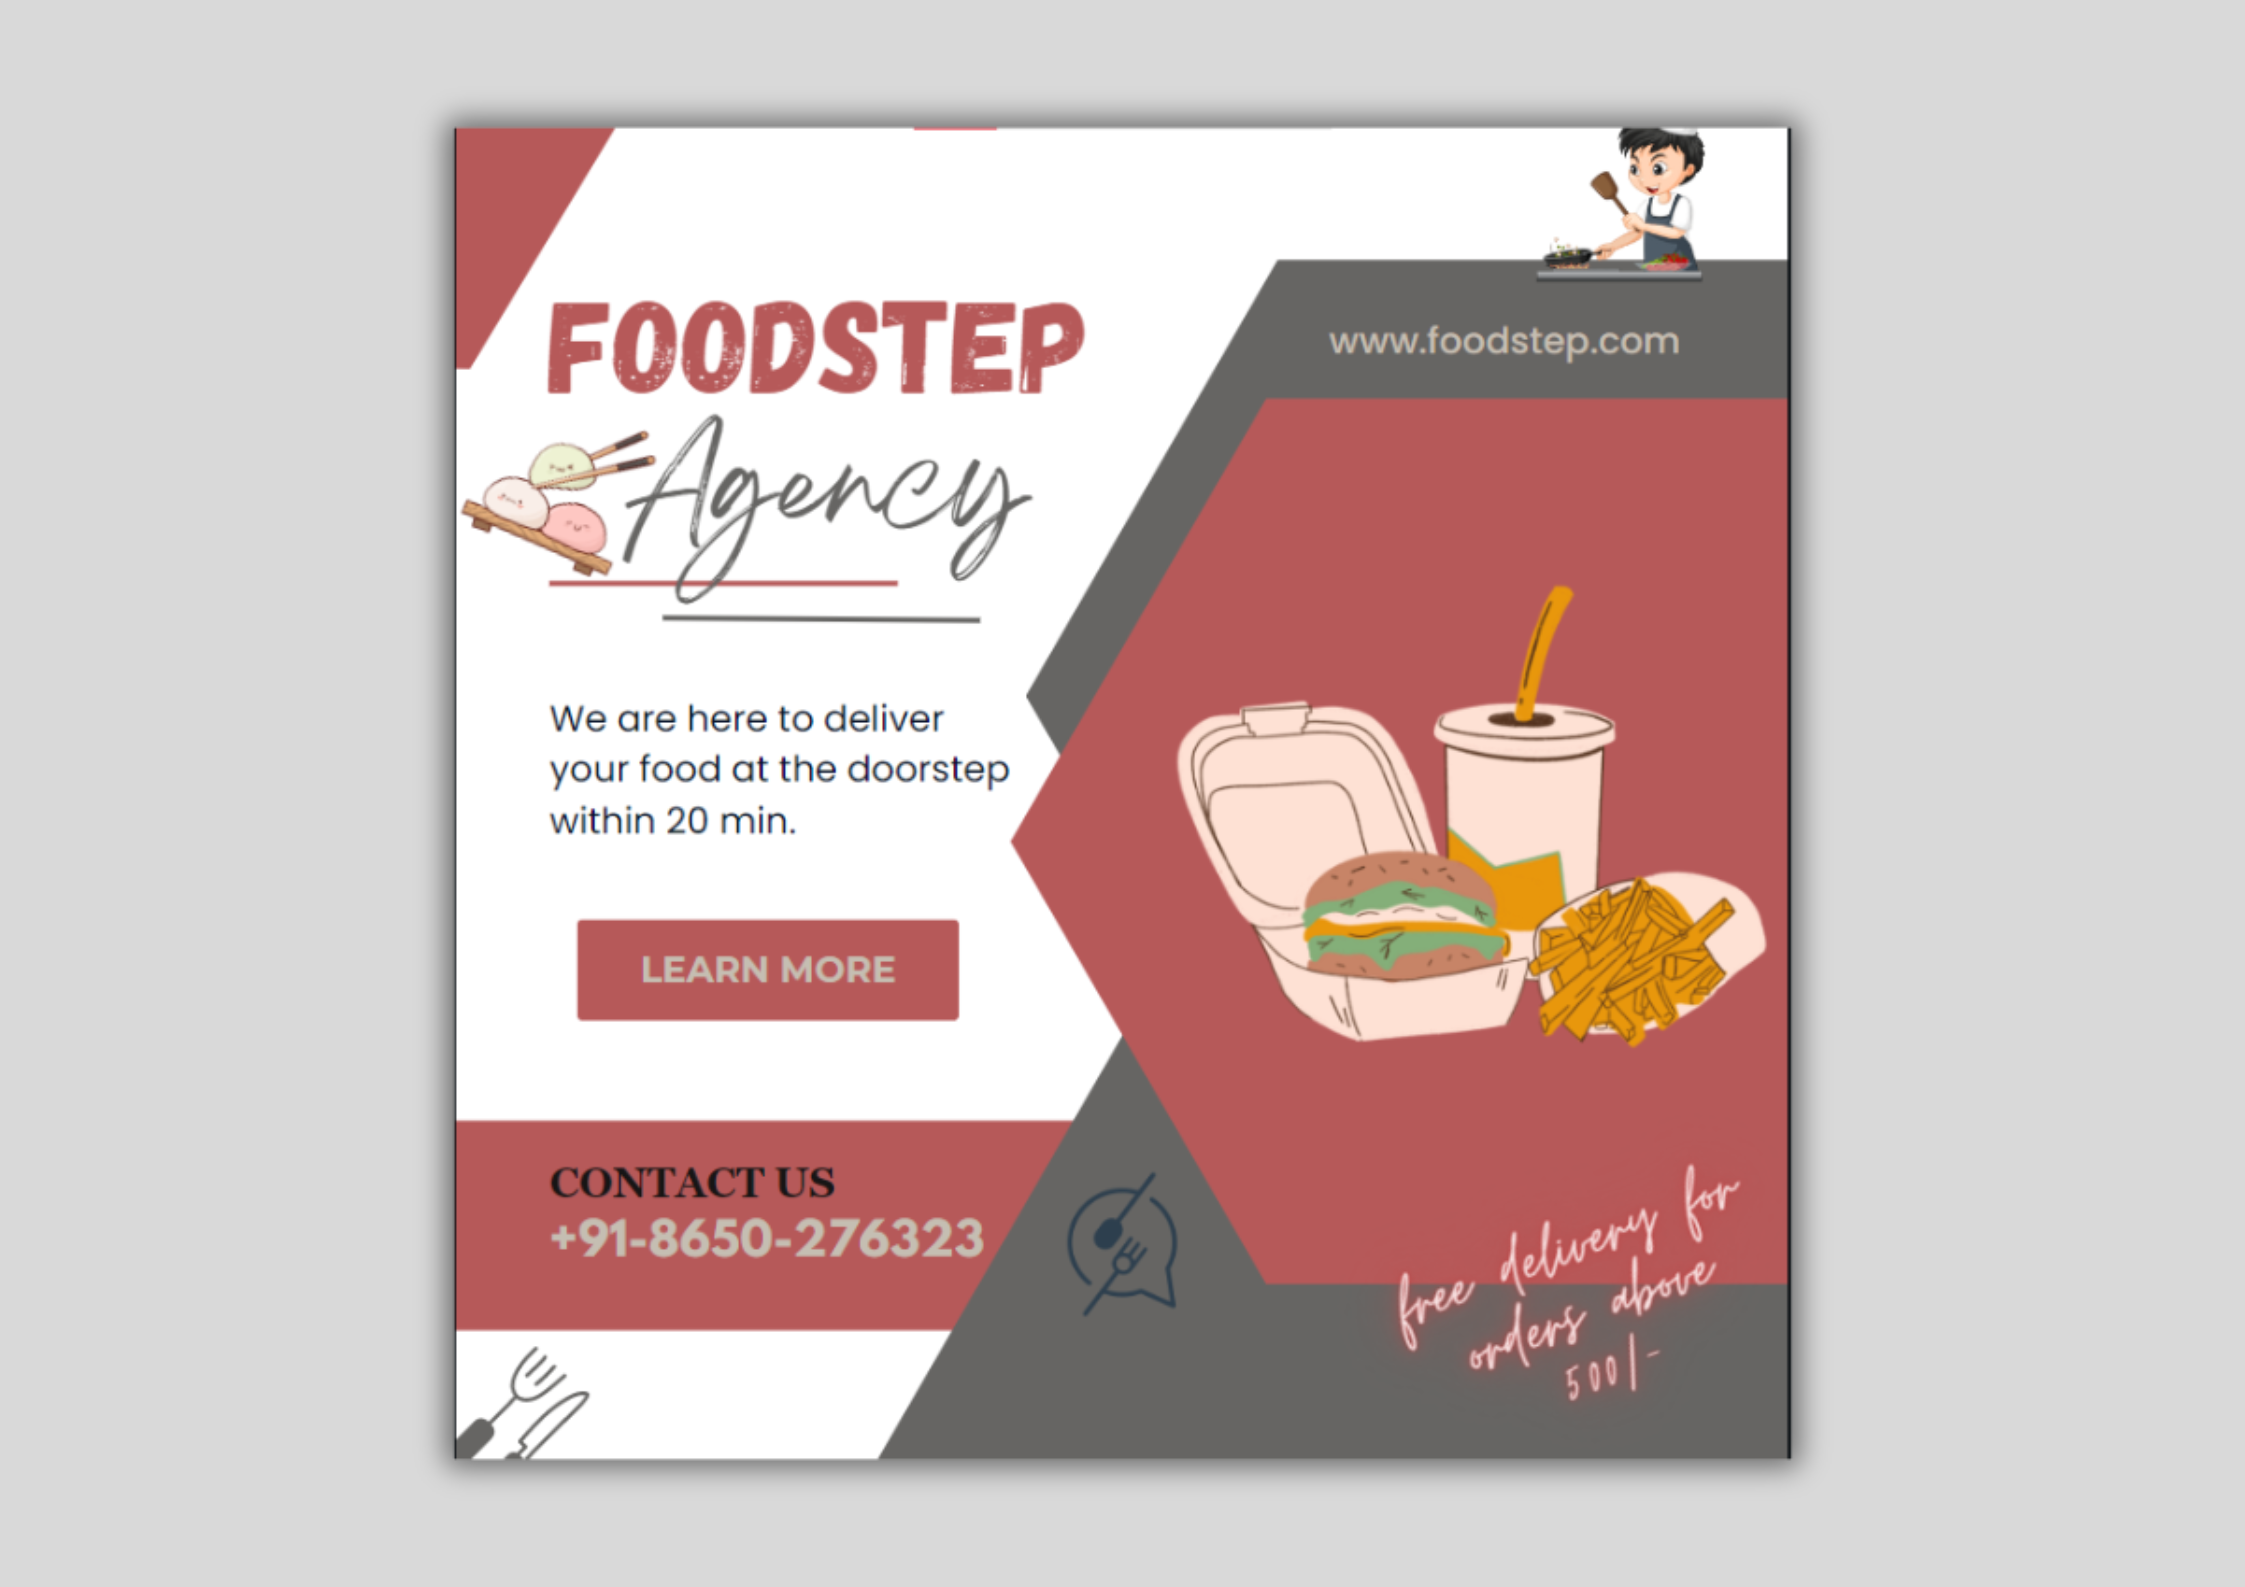 FOODSTEP
Agency
www.foodstep.com
We are here to deliver
your food at the doorstep
within 20 min.
LEARN MORE
CONTACT US
+91-8650-276323
free delivery for
orders above
500/-